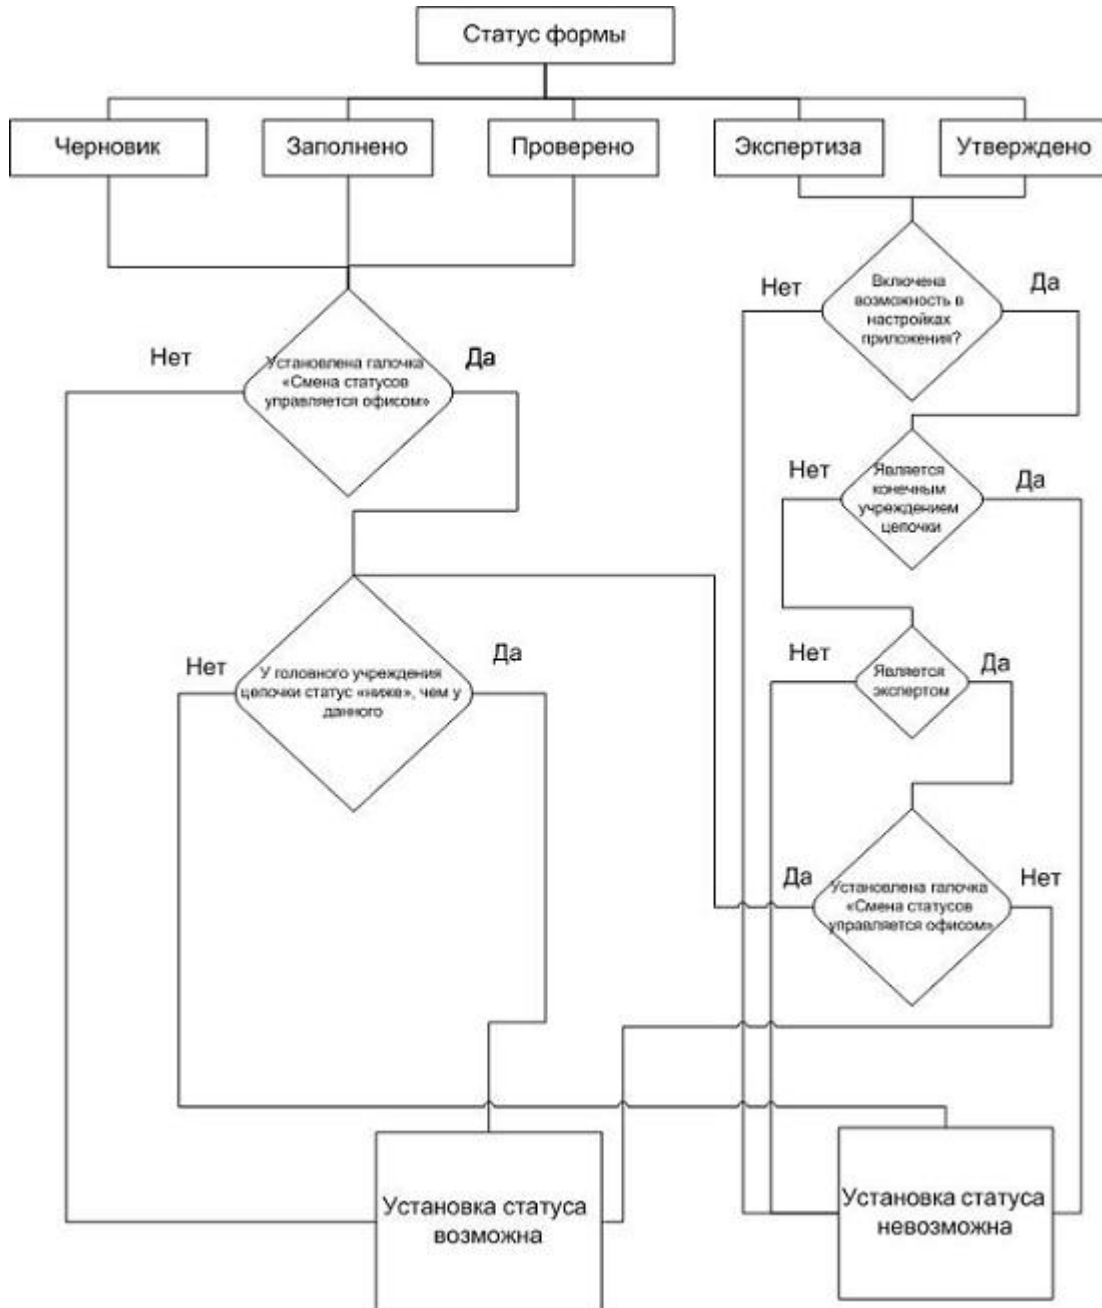 Статус формы
Черновик
Заполнено
Проверено
Экспертиза
Утверждено
Нет
Включена
возможность в
настройках
приложения?
Да
Нет
Установлена галочка
«Смена статусов
управляется офисом»
Да
Нет
Является
конечным
учреждением
цепочки
Да
Нет
У головного учреждения
цепочки статус «ниже», чем у
данного
Да
Нет
Является
экспертом
Да
Да
Установлена галочка
«Смена статусов
управляется офисом»
Нет
Установка статуса
возможна
Установка статуса
невозможна